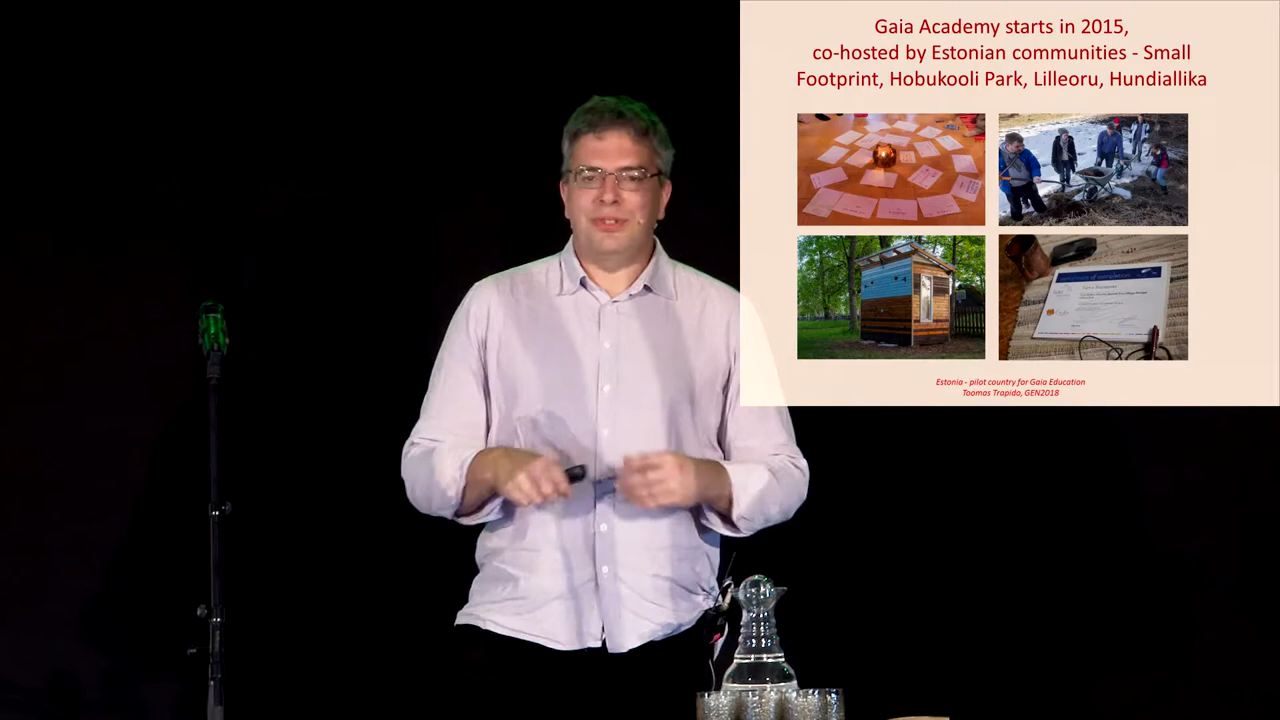 Gaia Academy starts in 2015,
co-hosted by Estonian communities - Small
Footprint, Hobukooli Park, Lilleoru, Hundiallika
Estonia - pilot country for Gaia Education
Toomas Trapido, GEN2018